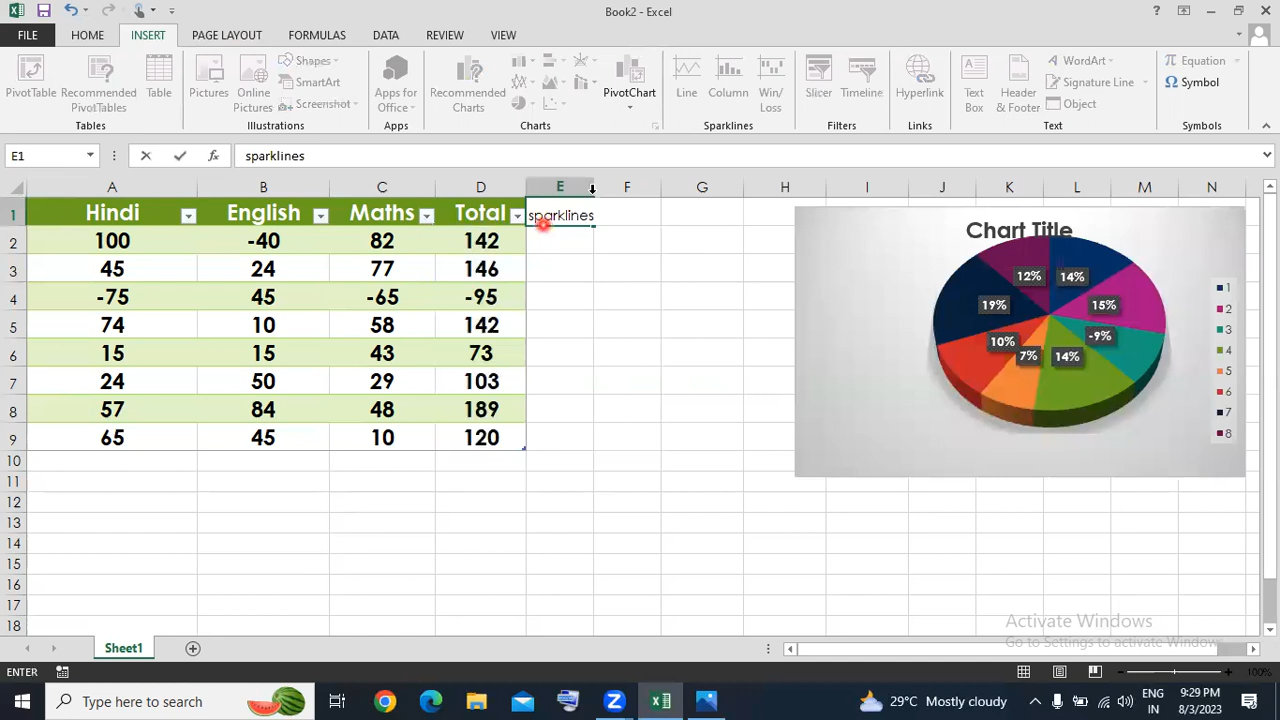 Book2 - Excel
FILE HOME INSERT PAGE LAYOUT FORMULAS DATA REVIEW VIEW
PivotTable
Recommended PivotTables
Table
Tables
Pictures
Online Pictures
Shapes
SmartArt
Screenshot
Illustrations
Apps for Office
Apps
Recommended Charts
PivotChart
Charts
Line
Column
Win/Loss
Sparklines
Slicer
Timeline
Filters
Hyperlink
Links
Text Box
Header & Footer
WordArt
Signature Line
Object
Text
Equation
Symbol
Symbols
E1 fx sparklines
A B C D E F G H I J K L M N
1 Hindi English Maths Total sparklines
2 100 -40 82 142
3 45 24 77 146
4 -75 45 -65 -95
5 74 10 58 142
6 15 15 43 73
7 24 50 29 103
8 57 84 48 189
9 65 45 10 120
10
11
12
13
14
15
16
17
18
Chart Title
12% 14%
19% 15%
10% -9%
7% 14%
1
2
3
4
5
6
7
8
Activate Windows
Go to Settings to activate Windows.
Sheet1
ENTER 100%
Type here to search
29°C Mostly cloudy
ENG
IN
9:29 PM
8/3/2023